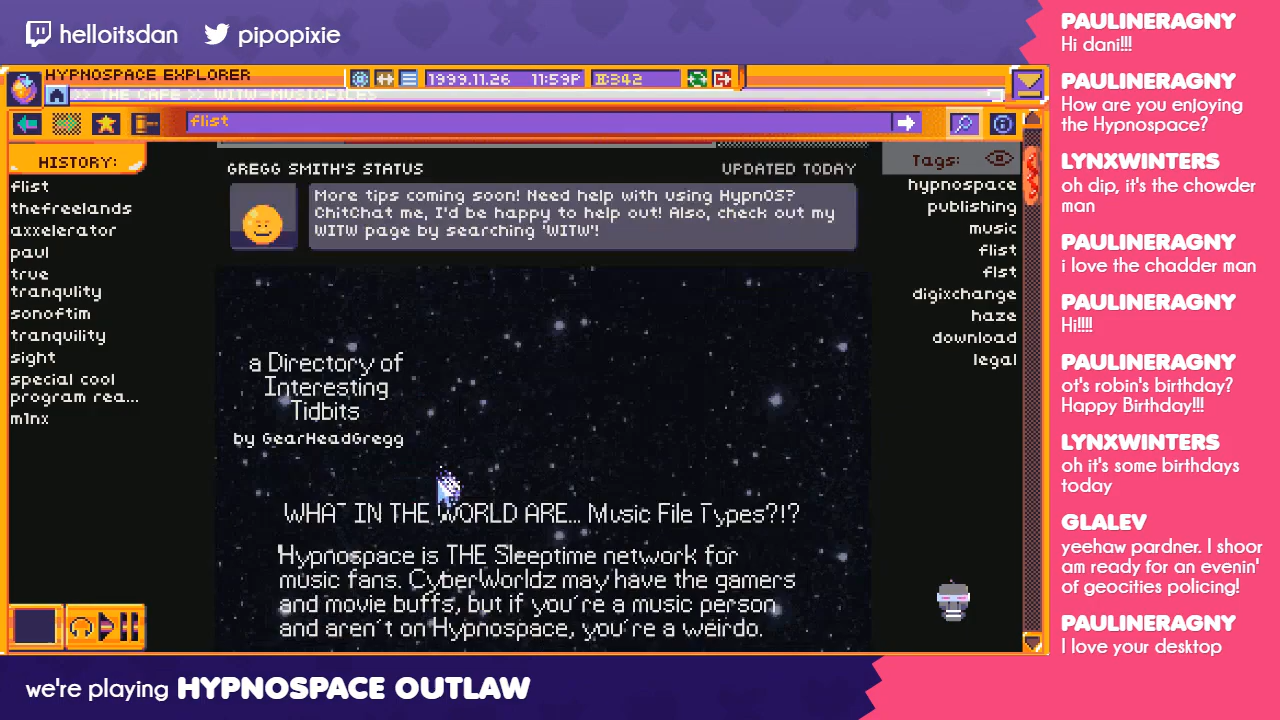 helloitsdan
pipopixie
HYPNOSPACE EXPLORER
1999.11.26 11:59P
342
>> THE CAFE >> WITW-MUSICFILES
flist
HISTORY:
flist
thefreelands
axxelerator
paul
true
tranqulity
sonoftim
tranquility
sight
special cool
program rea...
m1nx
GREGG SMITH'S STATUS
UPDATED TODAY
More tips coming soon! Need help with using HypnOS?
ChitChat me, I'd be happy to help out! Also, check out my
WITW page by searching 'WITW'!
a Directory of
Interesting
Tidbits
by GearHeadGregg
WHAT IN THE WORLD ARE... Music File Types?!?
Hypnospace is THE Sleeptime network for
music fans. CyberWorldz may have the gamers
and movie buffs, but if you're a music person
and aren't on Hypnospace, you're a weirdo.
Tags:
hypnospace
publishing
music
flist
flst
digixchange
haze
download
legal
PAULINERAGNY
Hi dani!!!
PAULINERAGNY
How are you enjoying
the Hypnospace?
LYNXWINTERS
oh dip, it's the chowder
man
PAULINERAGNY
i love the chadder man
PAULINERAGNY
Hi!!!!
PAULINERAGNY
ot's robin's birthday?
Happy Birthday!!!
LYNXWINTERS
oh it's some birthdays
today
GLALEV
yeehaw pardner. I shoor
am ready for an evenin'
of geocities policing!
PAULINERAGNY
I love your desktop
we're playing HYPNOSPACE OUTLAW